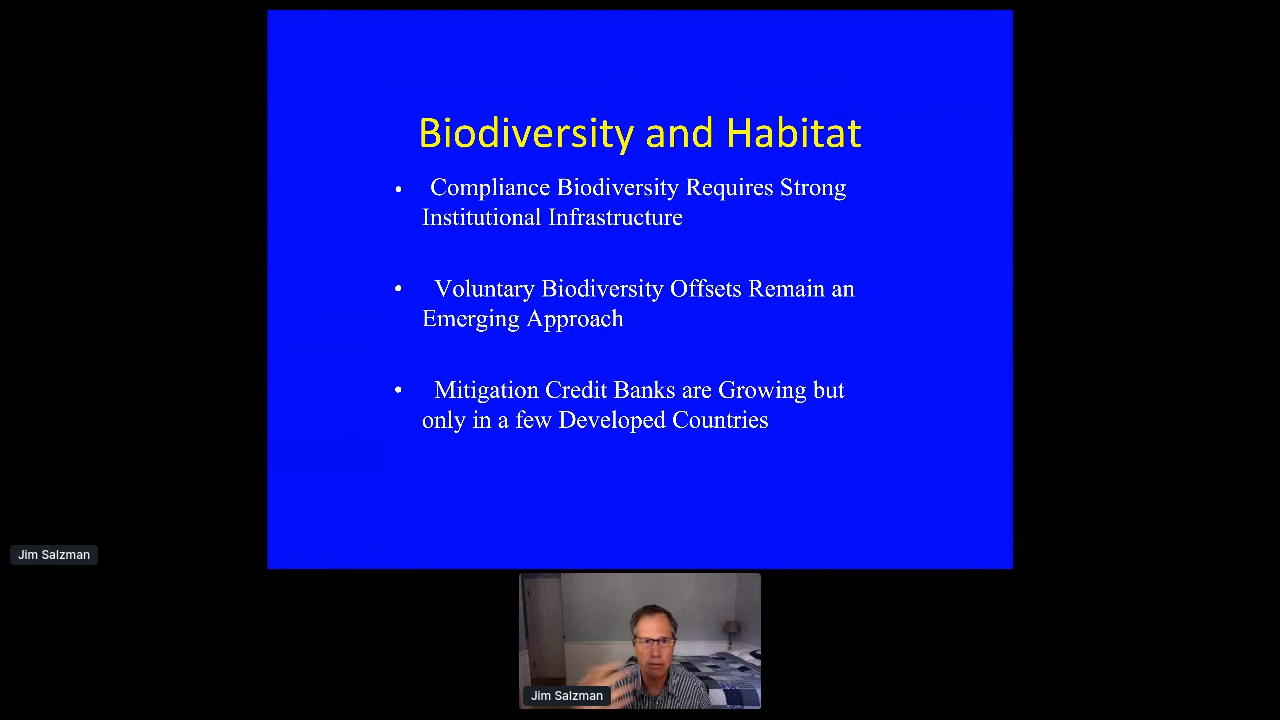 Biodiversity and Habitat
• Compliance Biodiversity Requires Strong
Institutional Infrastructure
• Voluntary Biodiversity Offsets Remain an
Emerging Approach
• Mitigation Credit Banks are Growing but
only in a few Developed Countries
Jim Salzman
Jim Salzman